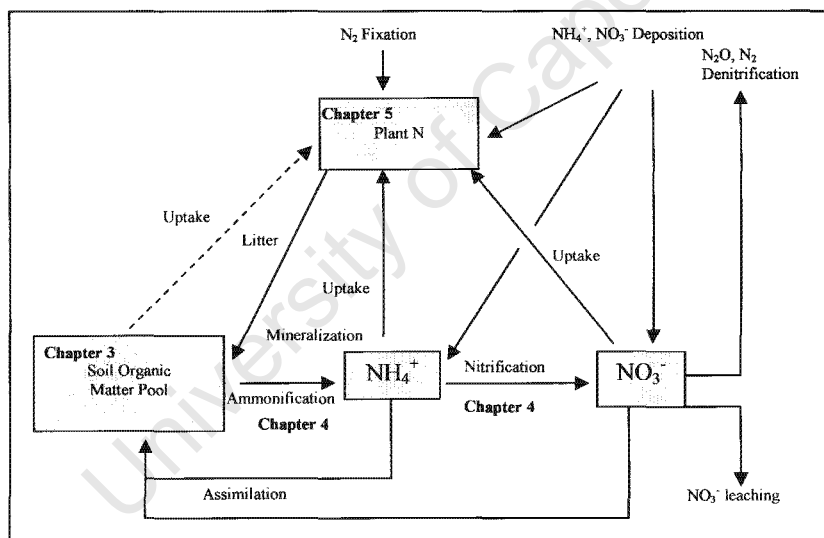 N₂ Fixation
NH₄⁺, NO₃⁻ Deposition
N₂O, N₂
Denitrification
Chapter 5
Plant N
Uptake
Litter
Uptake
Uptake
Mineralization
Chapter 3
Soil Organic
Matter Pool
NH₄⁺
Nitrification
NO₃⁻
Ammonification
Chapter 4
Chapter 4
Assimilation
NO₃⁻ leaching
University of Cape